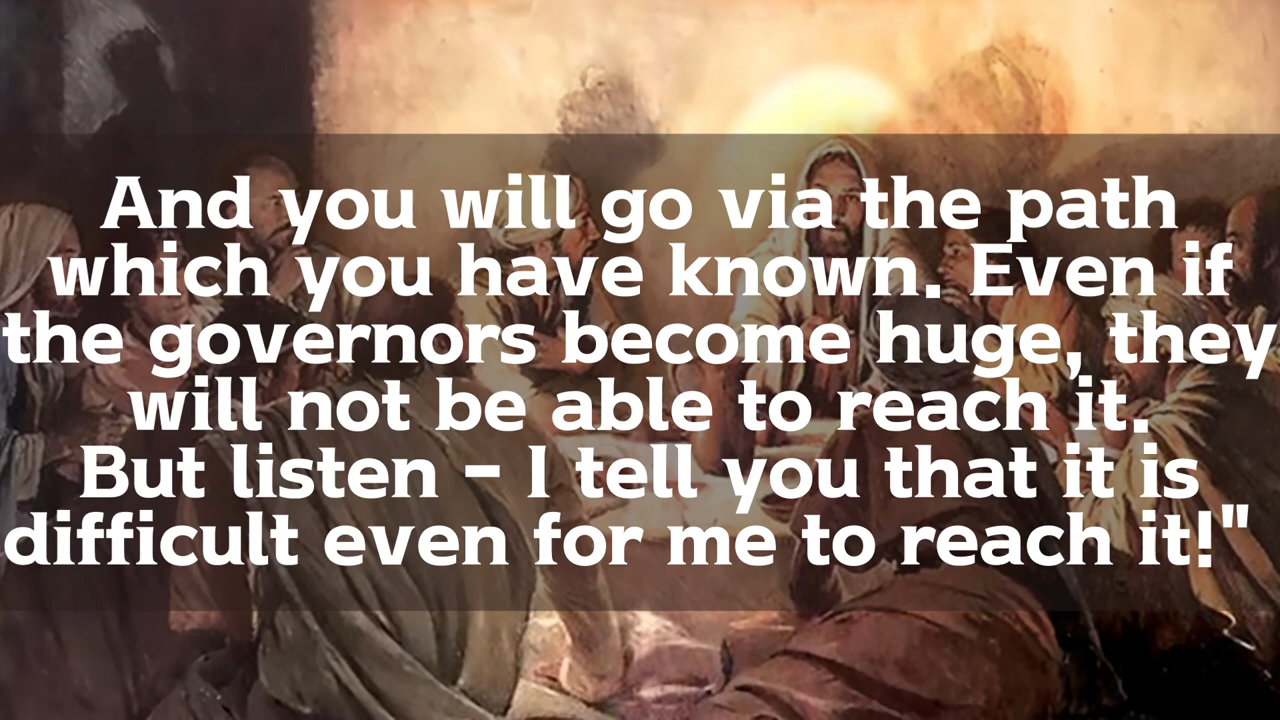 And you will go via the path
which you have known. Even if
the governors become huge, they
will not be able to reach it.
But listen – I tell you that it is
difficult even for me to reach it!"